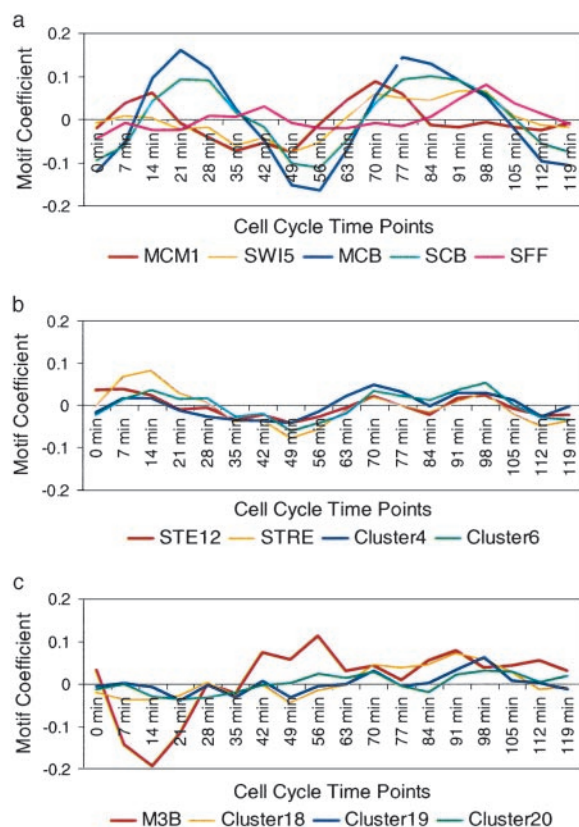 a
0.2
0.1
0
-0.1
-0.2
Motif Coefficient
0 min 7 min 14 min 21 min 28 min 35 min 42 min 49 min 56 min 63 min 70 min 77 min 84 min 91 min 98 min 105 min 112 min 119 min
Cell Cycle Time Points
MCM1 SWI5 MCB SCB SFF
b
0.2
0.1
0
-0.1
-0.2
Motif Coefficient
0 min 7 min 14 min 21 min 28 min 35 min 42 min 49 min 56 min 63 min 70 min 77 min 84 min 91 min 98 min 105 min 112 min 119 min
Cell Cycle Time Points
STE12 STRE Cluster4 Cluster6
c
0.2
0.1
0
-0.1
-0.2
Motif Coefficient
0 min 7 min 14 min 21 min 28 min 35 min 42 min 49 min 56 min 63 min 70 min 77 min 84 min 91 min 98 min 105 min 112 min 119 min
Cell Cycle Time Points
M3B Cluster18 Cluster19 Cluster20